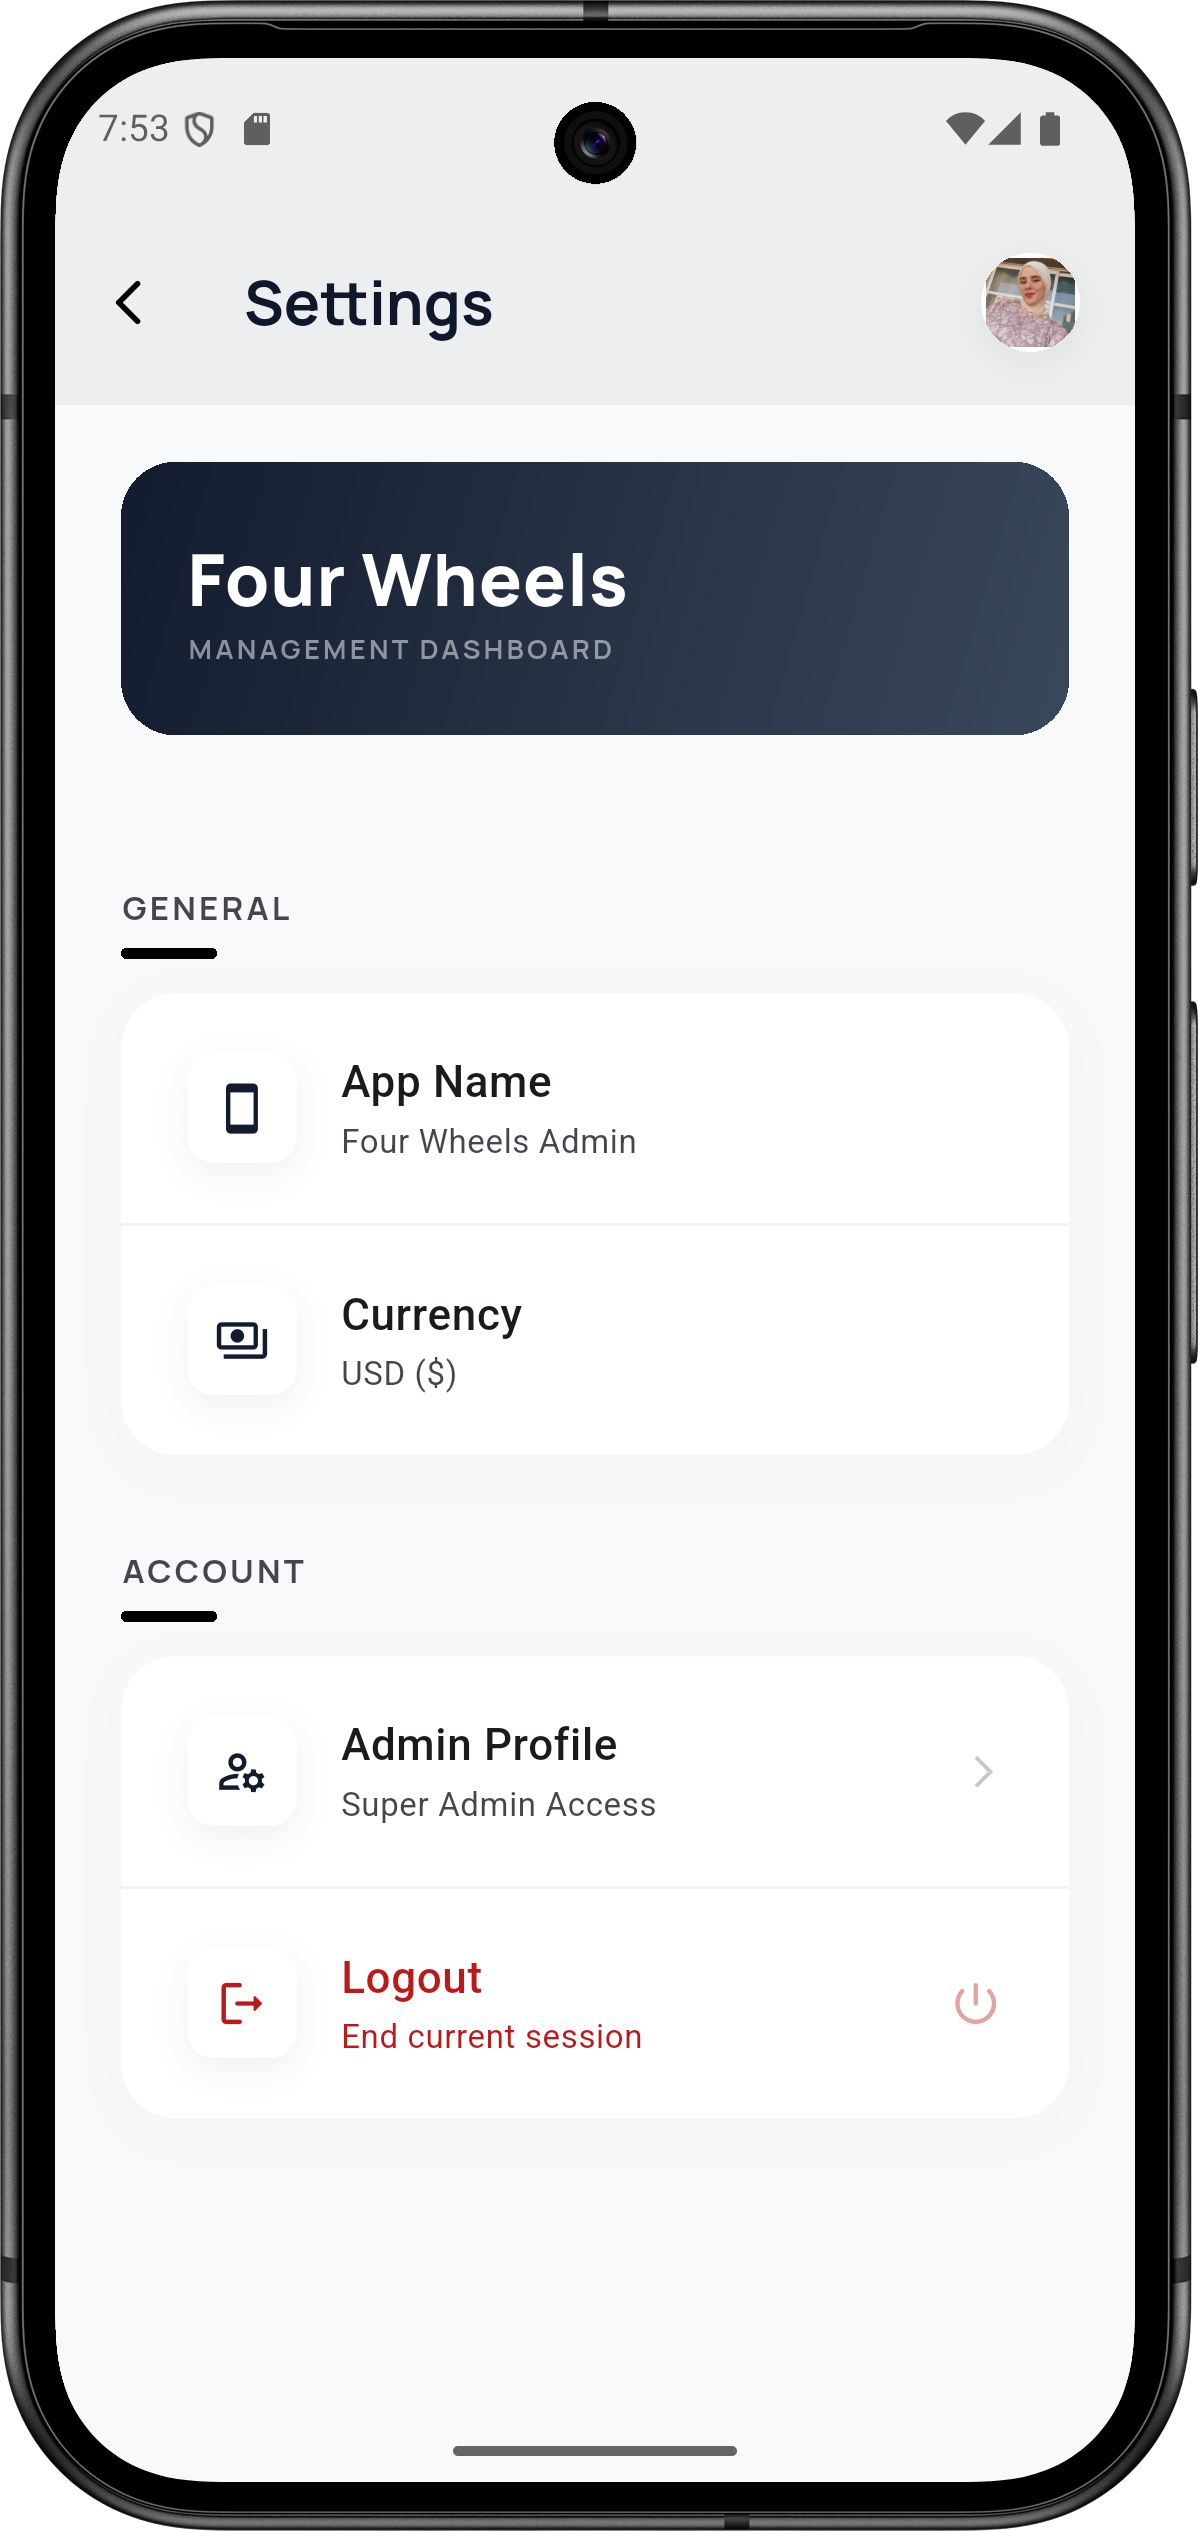 7:53
Settings
Four Wheels
MANAGEMENT DASHBOARD
GENERAL
App Name
Four Wheels Admin
Currency
USD ($)
ACCOUNT
Admin Profile
Super Admin Access
Logout
End current session